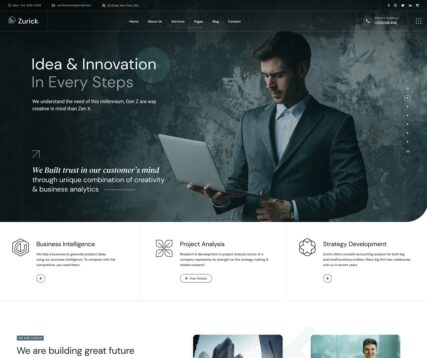 Zurick
Home About Us Services Pages Blog Contact
Idea & Innovation
In Every Steps
We understand the need of this millennium, Gen Z are way
creative in mind than Zen X.
We Built trust in our customer's mind
through unique combination of creativity
& business analytics
Business Intelligence
We help a business to generate product ideas
using our business intelligence. To compete with the
competitors, you need them.
Project Analysis
Research & development in project analysis sector of a
company represents its strength on the strategy making &
market research.
View Details
Strategy Development
Zurick offers versatile accounting analysis for both big
and small business entities. Many big firm has collaborate
with us in recent years
We are building great future